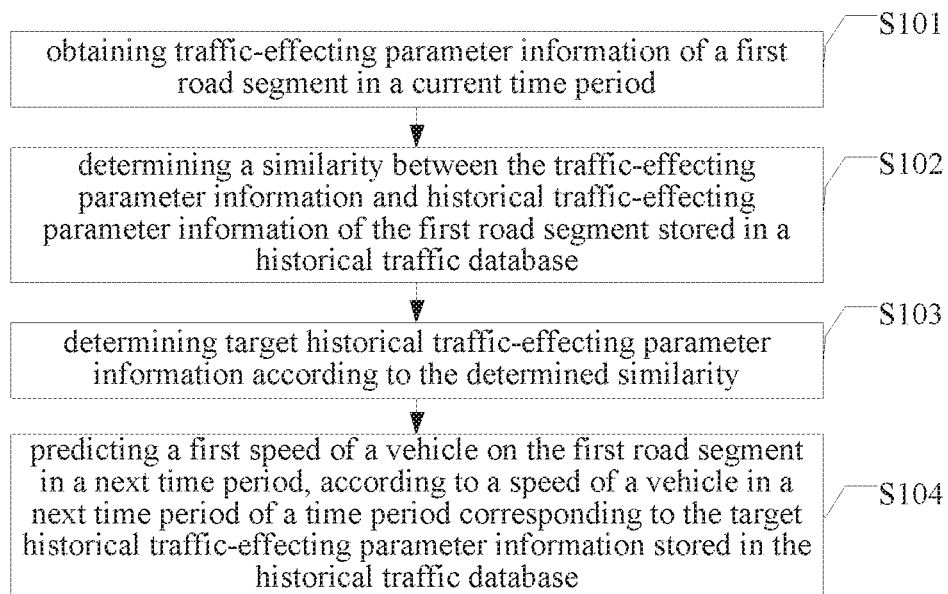 S101
obtaining traffic-effecting parameter information of a first
road segment in a current time period
S102
determining a similarity between the traffic-effecting
parameter information and historical traffic-effecting
parameter information of the first road segment stored in a
historical traffic database
S103
determining target historical traffic-effecting parameter
information according to the determined similarity
S104
predicting a first speed of a vehicle on the first road segment
in a next time period, according to a speed of a vehicle in a
next time period of a time period corresponding to the target
historical traffic-effecting parameter information stored in the
historical traffic database